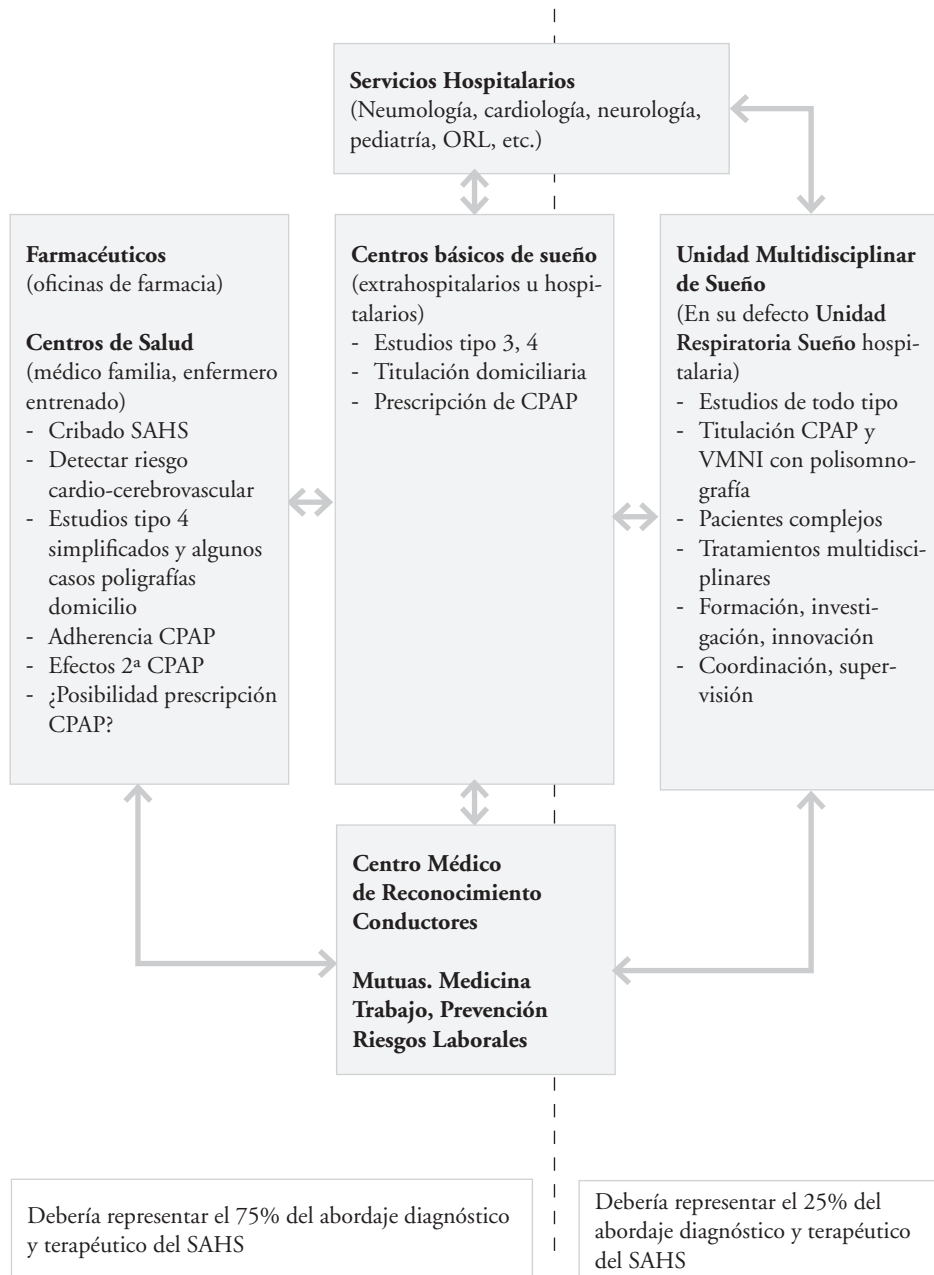 Servicios Hospitalarios
(Neumología, cardiología, neurología,
pediatría, ORL, etc.)
Farmacéuticos
(oficinas de farmacia)
Centros de Salud
(médico familia, enfermero
entrenado)
- Cribado SAHS
- Detectar riesgo
cardio-cerebrovascular
- Estudios tipo 4
simplificados y algunos
casos poligrafías
domicilio
- Adherencia CPAP
- Efectos 2ª CPAP
- ¿Posibilidad prescripción
CPAP?
Centros básicos de sueño
(extrahospitalarios u hospi-
talarios)
- Estudios tipo 3, 4
- Titulación domiciliaria
- Prescripción de CPAP
Unidad Multidisciplinar
de Sueño
(En su defecto Unidad
Respiratoria Sueño hospi-
talaria)
- Estudios de todo tipo
- Titulación CPAP y
VMNI con polisomno-
grafía
- Pacientes complejos
- Tratamientos multidisci-
plinares
- Formación, investi-
gación, innovación
- Coordinación, super-
visión
Centro Médico
de Reconocimiento
Conductores
Mutuas. Medicina
Trabajo, Prevención
Riesgos Laborales
Debería representar el 75% del abordaje diagnóstico
y terapéutico del SAHS
Debería representar el 25% del
abordaje diagnóstico y terapéutico
del SAHS